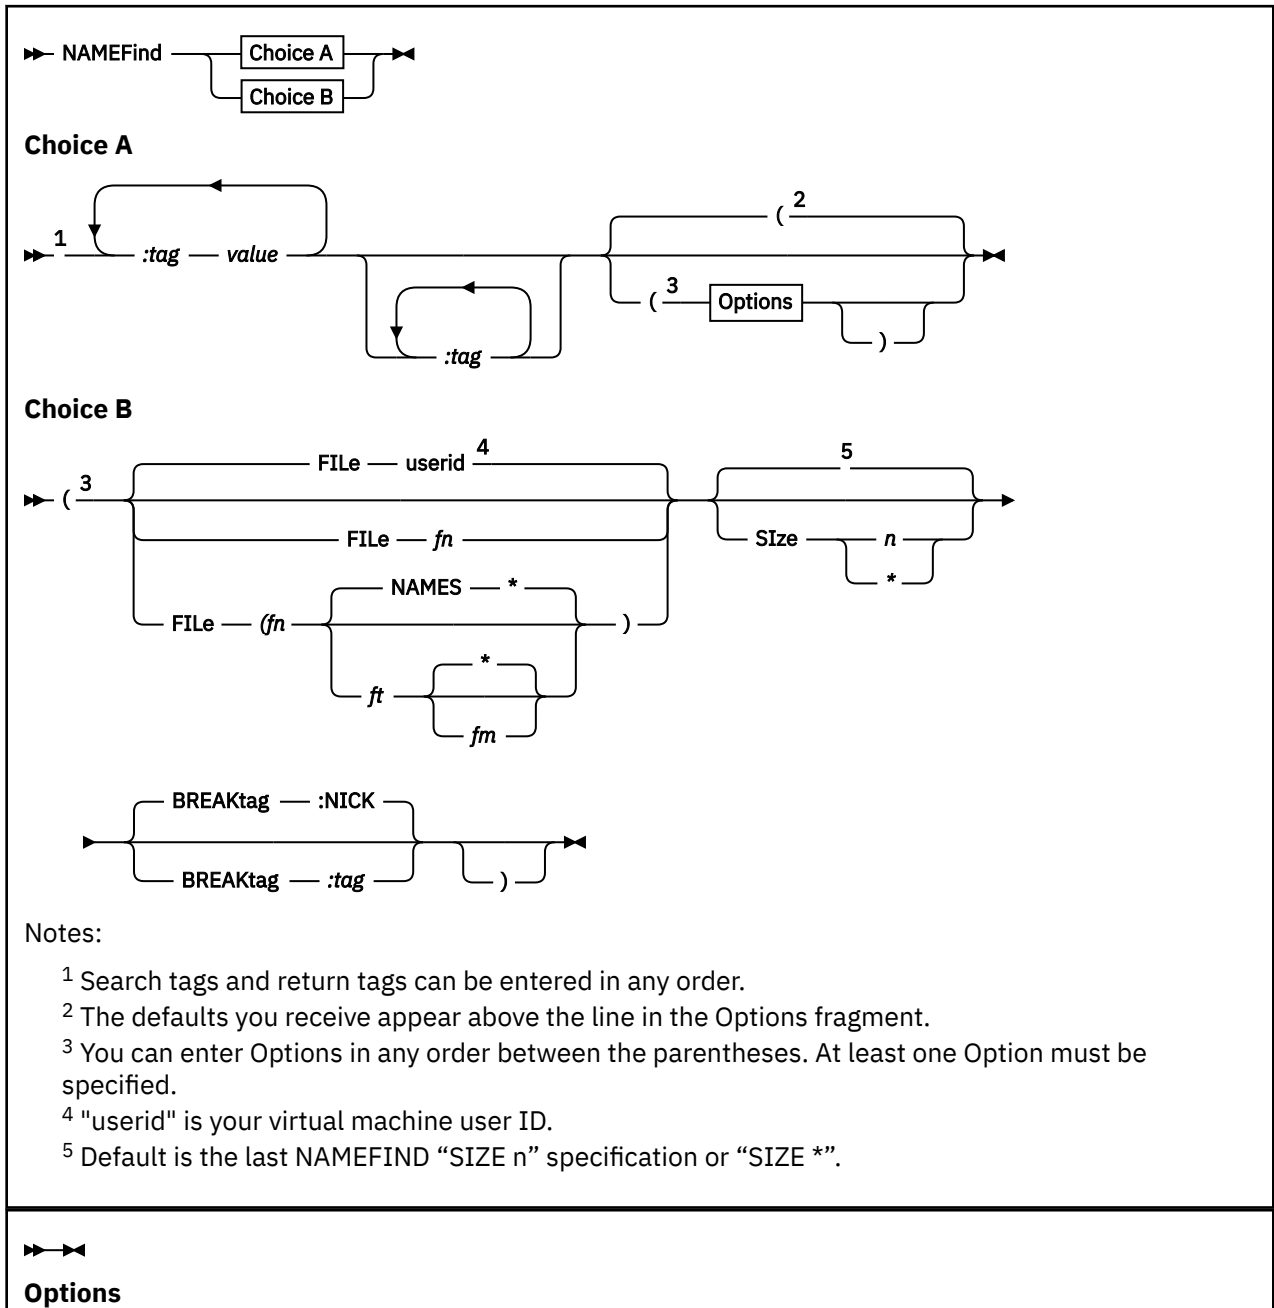 NAMEFind Choice A
Choice B
Choice A
( 2
1 :tag value
( 3 Options
)
:tag
Choice B
FILe userid 4
5
( 3
FILe fn
SIze n
*
NAMES *
FILe (fn )
*
ft
fm
BREAKtag :NICK
BREAKtag :tag )
Notes:
1 Search tags and return tags can be entered in any order.
2 The defaults you receive appear above the line in the Options fragment.
3 You can enter Options in any order between the parentheses. At least one Option must be
specified.
4 "userid" is your virtual machine user ID.
5 Default is the last NAMEFIND “SIZE n” specification or “SIZE *”.
Options